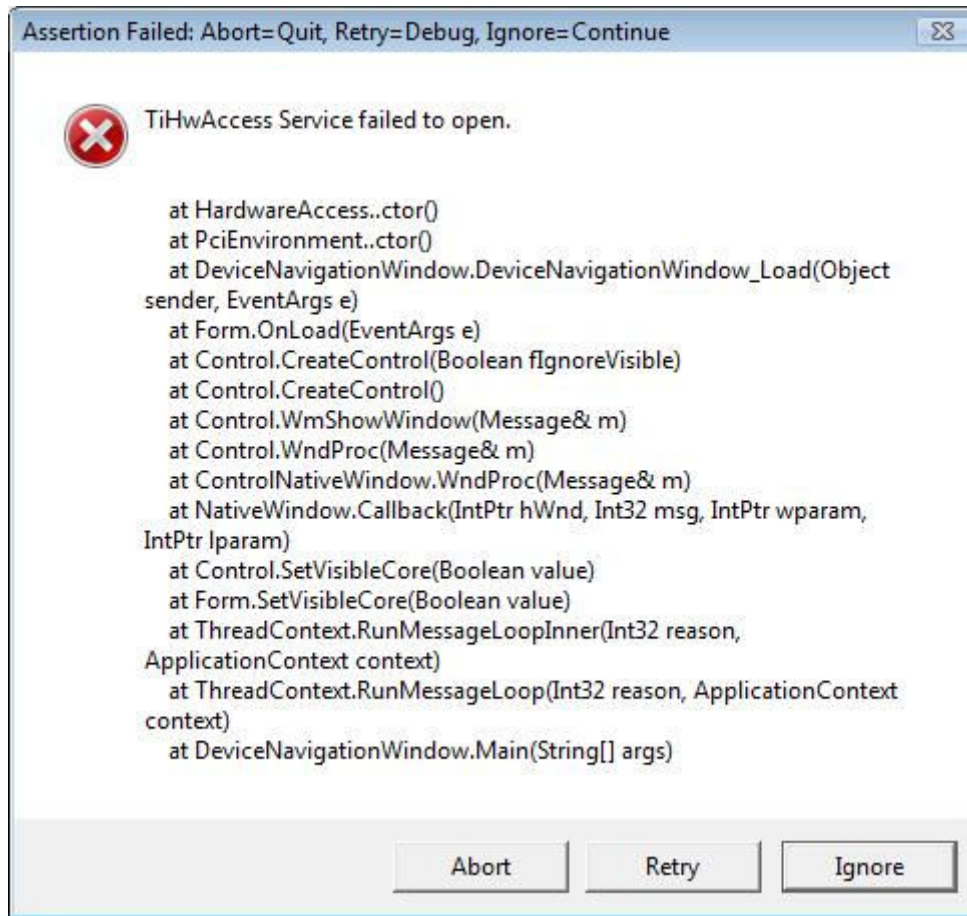 Assertion Failed: Abort=Quit, Retry=Debug, Ignore=Continue
TiHwAccess Service failed to open.
at HardwareAccess..ctor()
at PciEnvironment..ctor()
at DeviceNavigationWindow.DeviceNavigationWindow_Load(Object
sender, EventArgs e)
at Form.OnLoad(EventArgs e)
at Control.CreateControl(Boolean fIgnoreVisible)
at Control.CreateControl()
at Control.WmShowWindow(Message& m)
at Control.WndProc(Message& m)
at ControlNativeWindow.WndProc(Message& m)
at NativeWindow.Callback(IntPtr hWnd, Int32 msg, IntPtr wparam,
IntPtr lparam)
at Control.SetVisibleCore(Boolean value)
at Form.SetVisibleCore(Boolean value)
at ThreadContext.RunMessageLoopInner(Int32 reason,
ApplicationContext context)
at ThreadContext.RunMessageLoop(Int32 reason, ApplicationContext
context)
at DeviceNavigationWindow.Main(String[] args)
Abort Retry Ignore